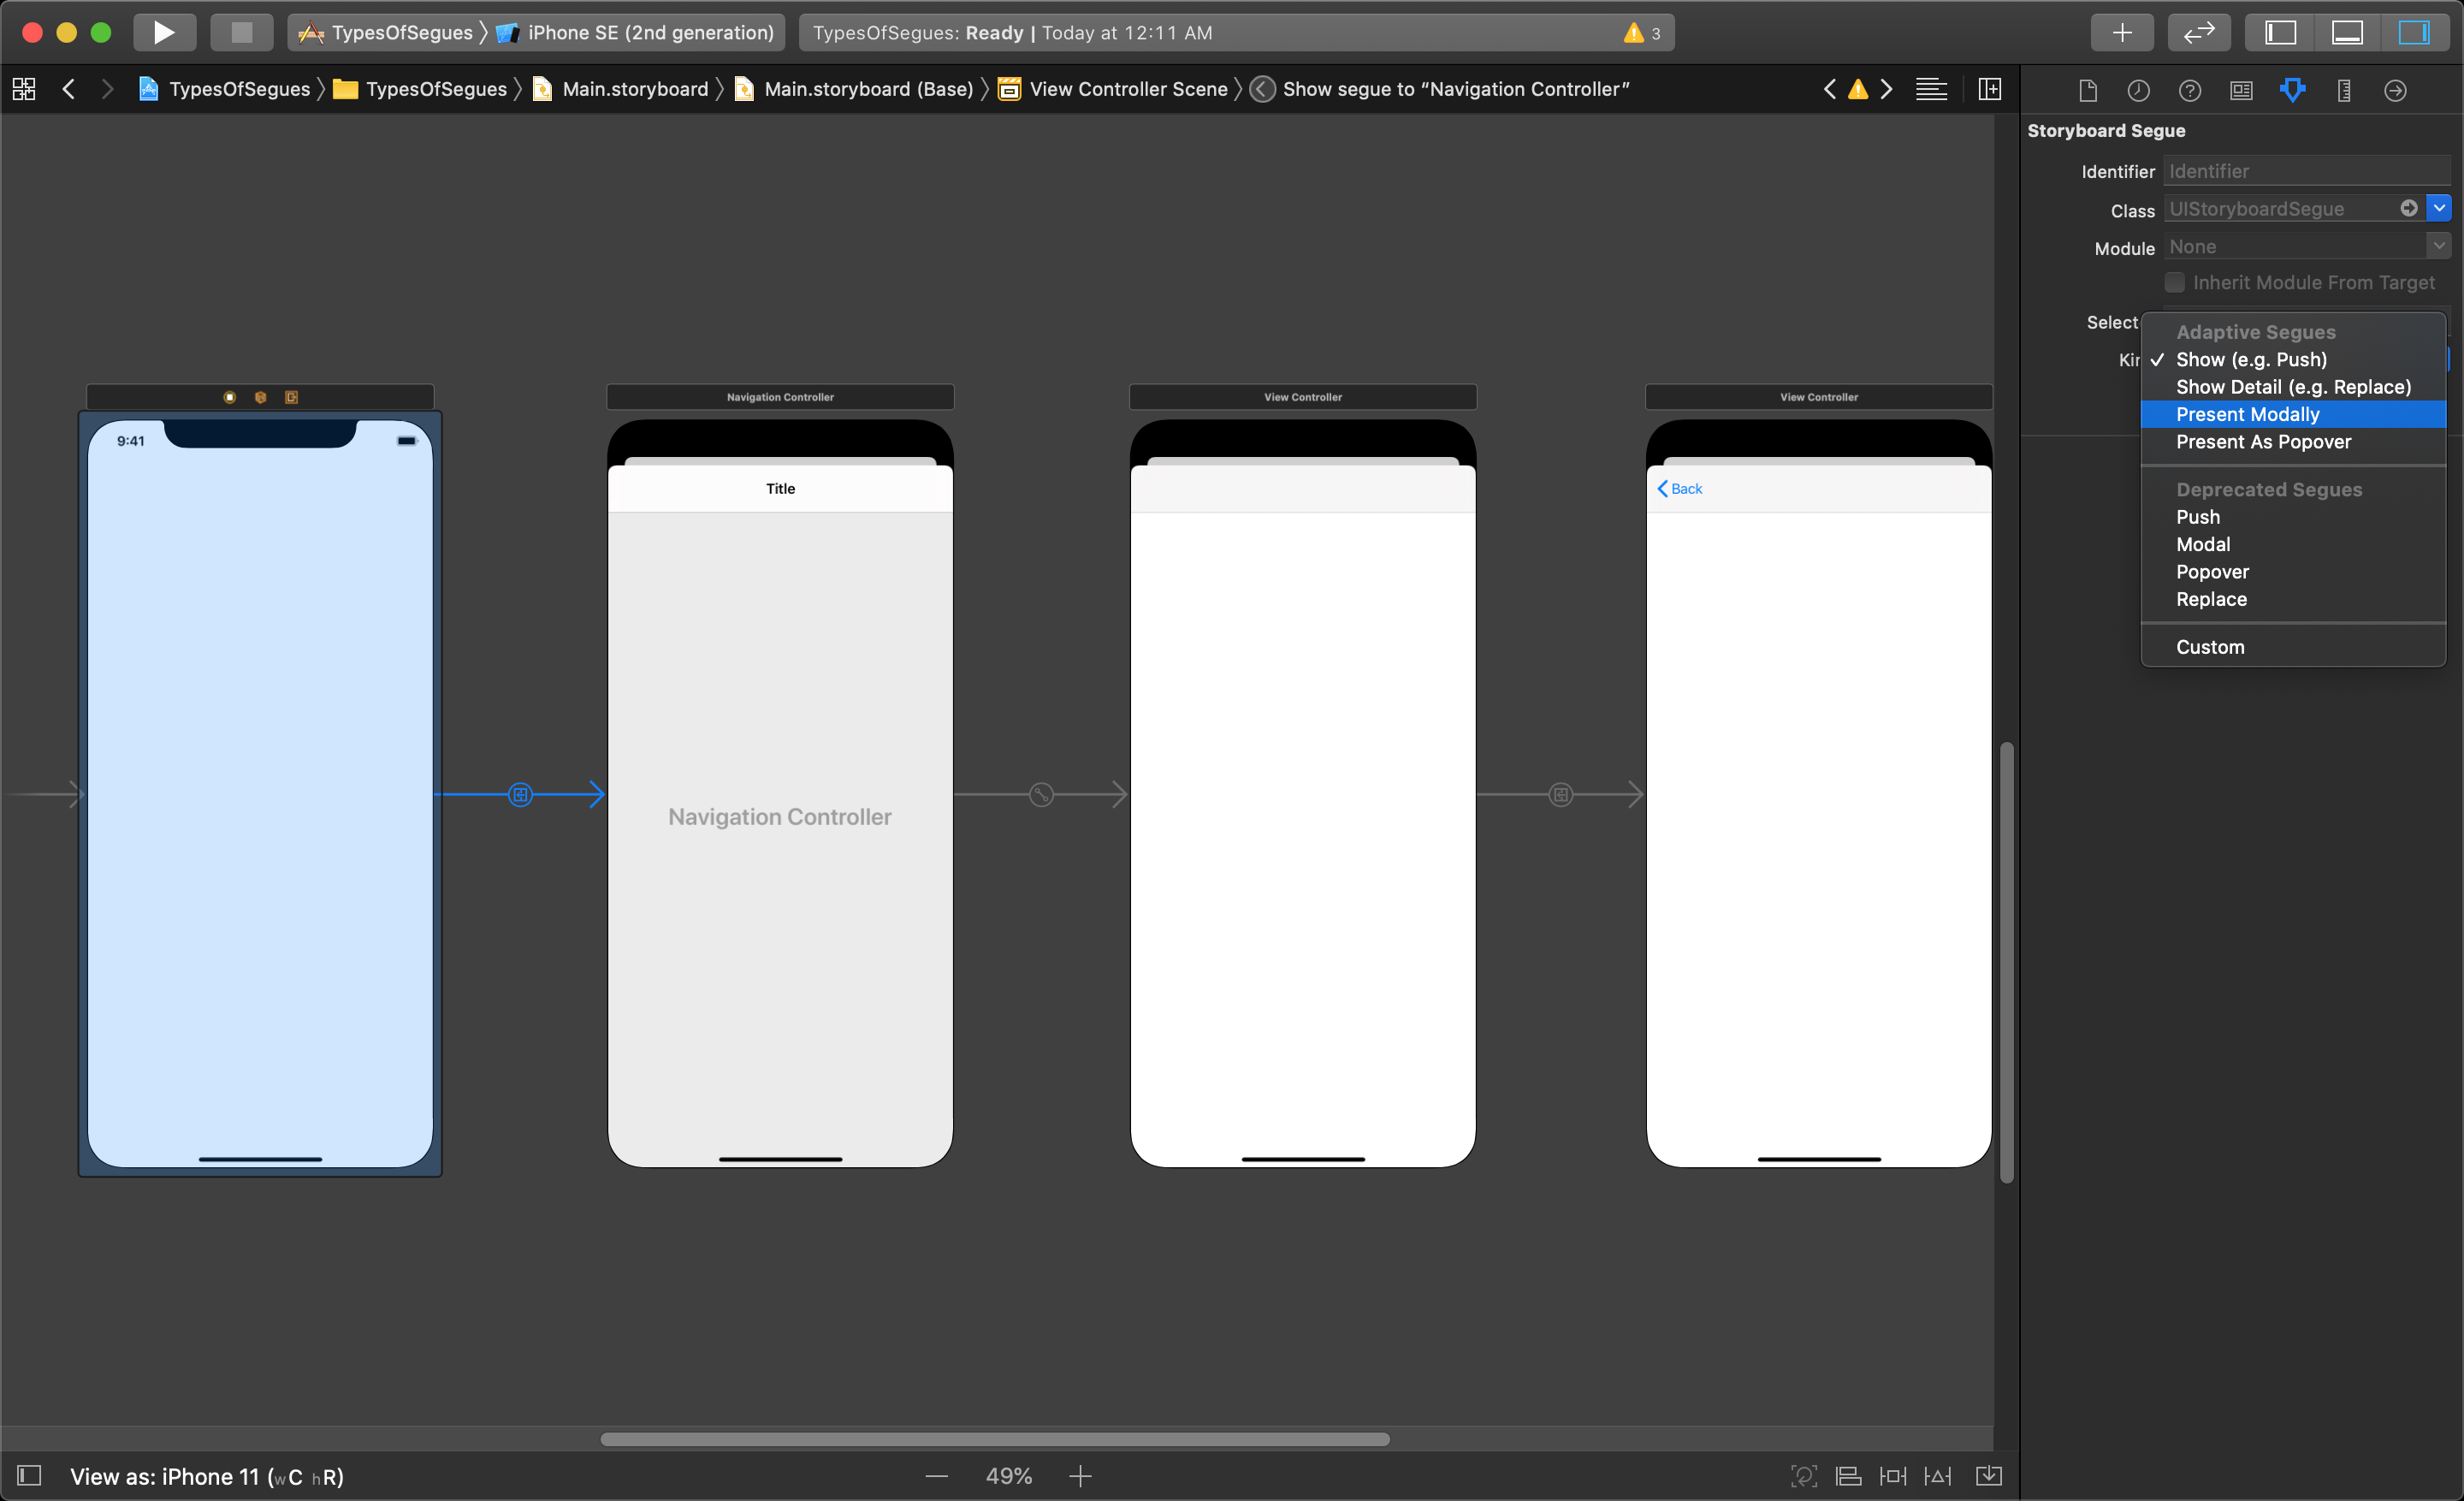 TypesOfSegues 〉 iPhone SE (2nd generation)
TypesOfSegues: Ready | Today at 12:11 AM
3
TypesOfSegues 〉 TypesOfSegues 〉 Main.storyboard 〉 Main.storyboard (Base) 〉 View Controller Scene 〉 Show segue to “Navigation Controller”
Storyboard Segue
Identifier Identifier
Class UIStoryboardSegue
Module None
Inherit Module From Target
Select
Kin
Adaptive Segues
✓ Show (e.g. Push)
Show Detail (e.g. Replace)
Present Modally
Present As Popover
Deprecated Segues
Push
Modal
Popover
Replace
Custom
9:41
Navigation Controller
Title
Navigation Controller
View Controller
View Controller
Back
View as: iPhone 11 (wC hR)
49%